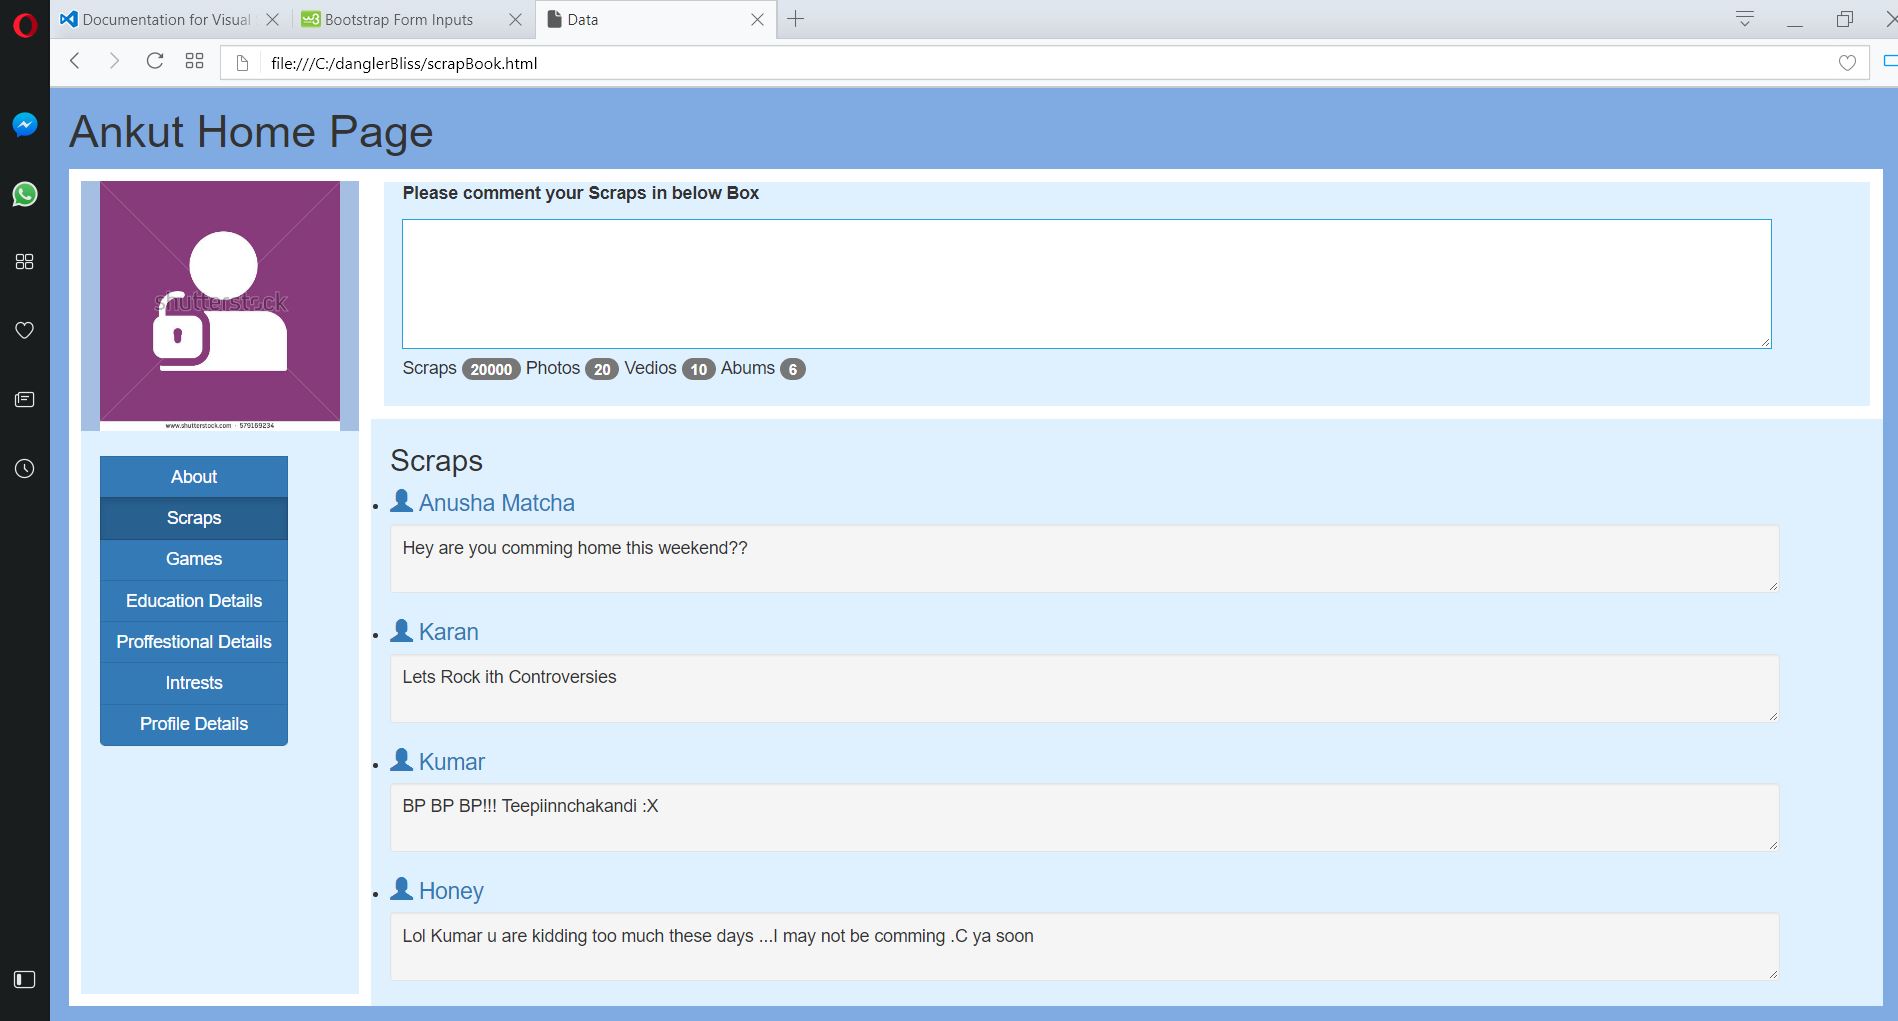 Documentation for Visual
Bootstrap Form Inputs
Data
file:///C:/danglerBliss/scrapBook.html
Ankut Home Page
shutterstock
www.shutterstock.com · 579169234
Please comment your Scraps in below Box
Scraps 20000 Photos 20 Vedios 10 Abums 6
About
Scraps
Games
Education Details
Proffestional Details
Intrests
Profile Details
Scraps
Anusha Matcha
Hey are you comming home this weekend??
Karan
Lets Rock ith Controversies
Kumar
BP BP BP!!! Teepiinnchakandi :X
Honey
Lol Kumar u are kidding too much these days ...I may not be comming .C ya soon